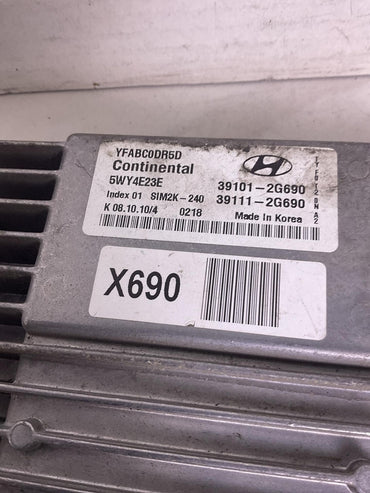 YFABC0DR5D
Continental
5WY4E23E 39101-2G690
Index 01 SIM2K-240 39111-2G690
K 08.10.10/4 0218 Made in Korea
X690